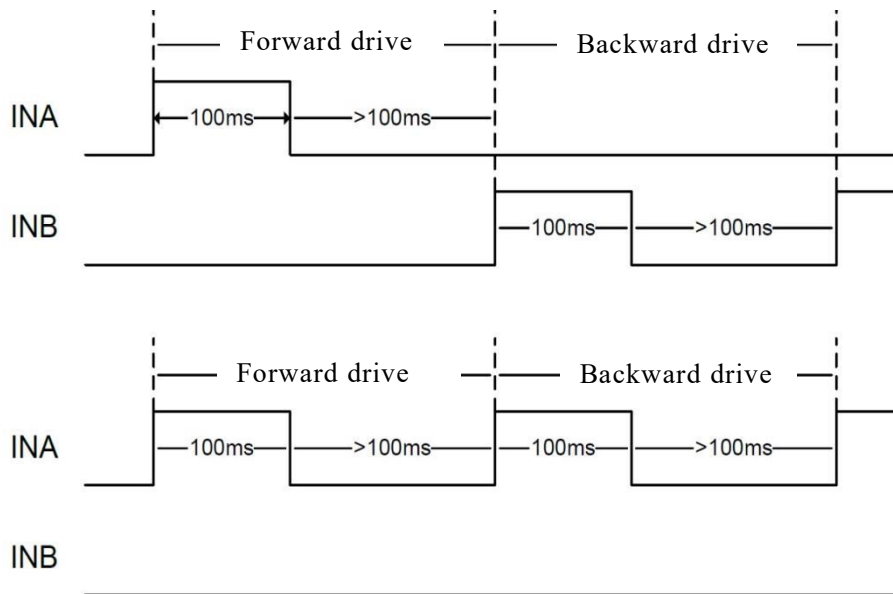 Forward drive Backward drive
INA 100ms >100ms
INB 100ms >100ms
Forward drive Backward drive
INA 100ms >100ms 100ms >100ms
INB